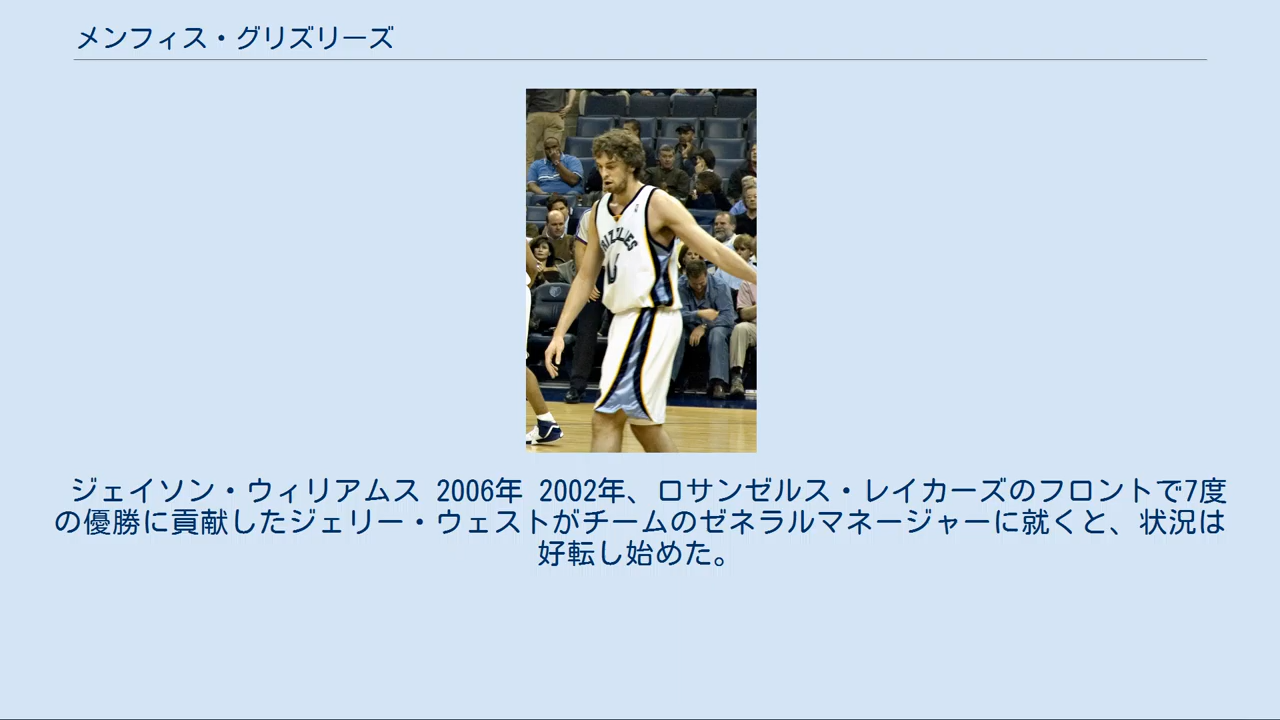 メンフィス・グリズリーズ
ジェイソン・ウィリアムス 2006年 2002年、ロサンゼルス・レイカーズのフロントで7度
の優勝に貢献したジェリー・ウェストがチームのゼネラルマネージャーに就くと、状況は
好転し始めた。